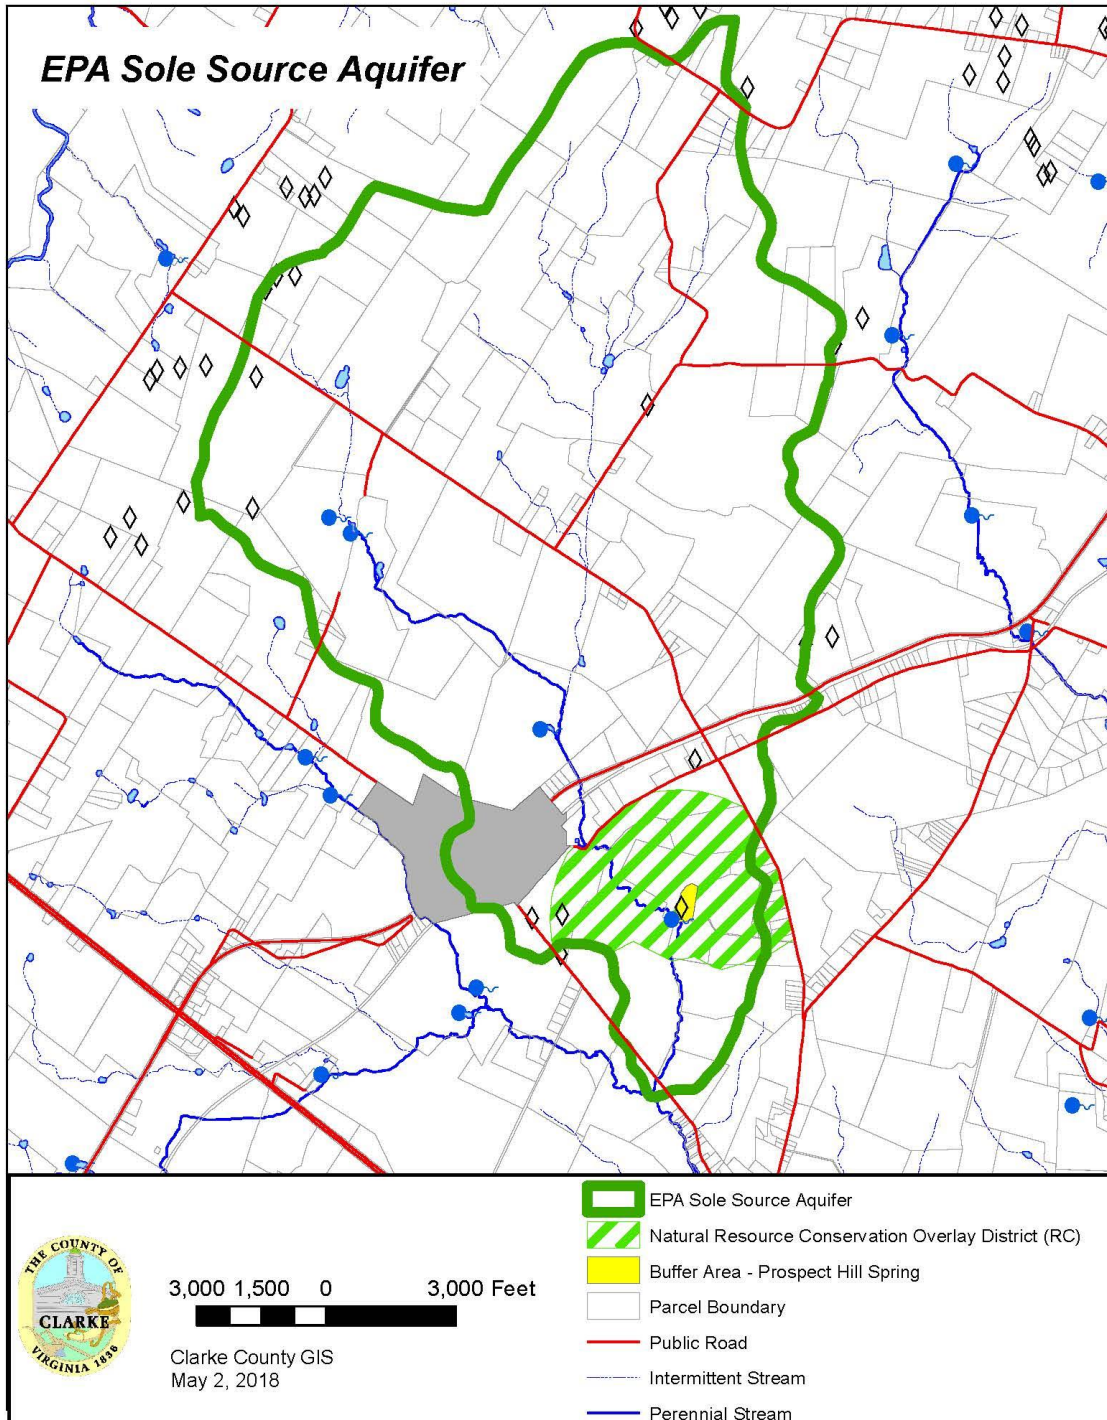 EPA Sole Source Aquifer
THE COUNTY OF
CLARKE
VIRGINIA 1836
3,000 1,500 0 3,000 Feet
Clarke County GIS
May 2, 2018
EPA Sole Source Aquifer
Natural Resource Conservation Overlay District (RC)
Buffer Area - Prospect Hill Spring
Parcel Boundary
Public Road
Intermittent Stream
Perennial Stream